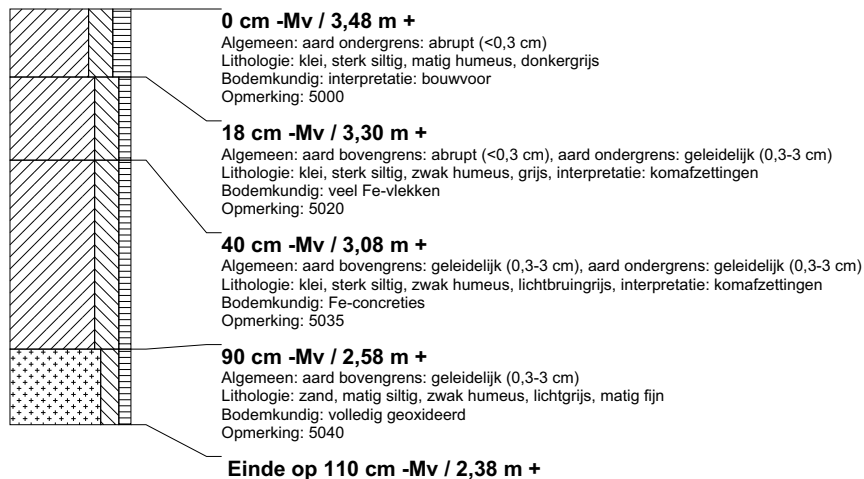 0 cm -Mv / 3,48 m +
Algemeen: aard ondergrens: abrupt (<0,3 cm)
Lithologie: klei, sterk siltig, matig humeus, donkergrijs
Bodemkundig: interpretatie: bouwvoor
Opmerking: 5000
18 cm -Mv / 3,30 m +
Algemeen: aard bovengrens: abrupt (<0,3 cm), aard ondergrens: geleidelijk (0,3-3 cm)
Lithologie: klei, sterk siltig, zwak humeus, grijs, interpretatie: komafzettingen
Bodemkundig: veel Fe-vlekken
Opmerking: 5020
40 cm -Mv / 3,08 m +
Algemeen: aard bovengrens: geleidelijk (0,3-3 cm), aard ondergrens: geleidelijk (0,3-3 cm)
Lithologie: klei, sterk siltig, zwak humeus, lichtbruingrijs, interpretatie: komafzettingen
Bodemkundig: Fe-concreties
Opmerking: 5035
90 cm -Mv / 2,58 m +
Algemeen: aard bovengrens: geleidelijk (0,3-3 cm)
Lithologie: zand, matig siltig, zwak humeus, lichtgrijs, matig fijn
Bodemkundig: volledig geoxideerd
Opmerking: 5040
Einde op 110 cm -Mv / 2,38 m +